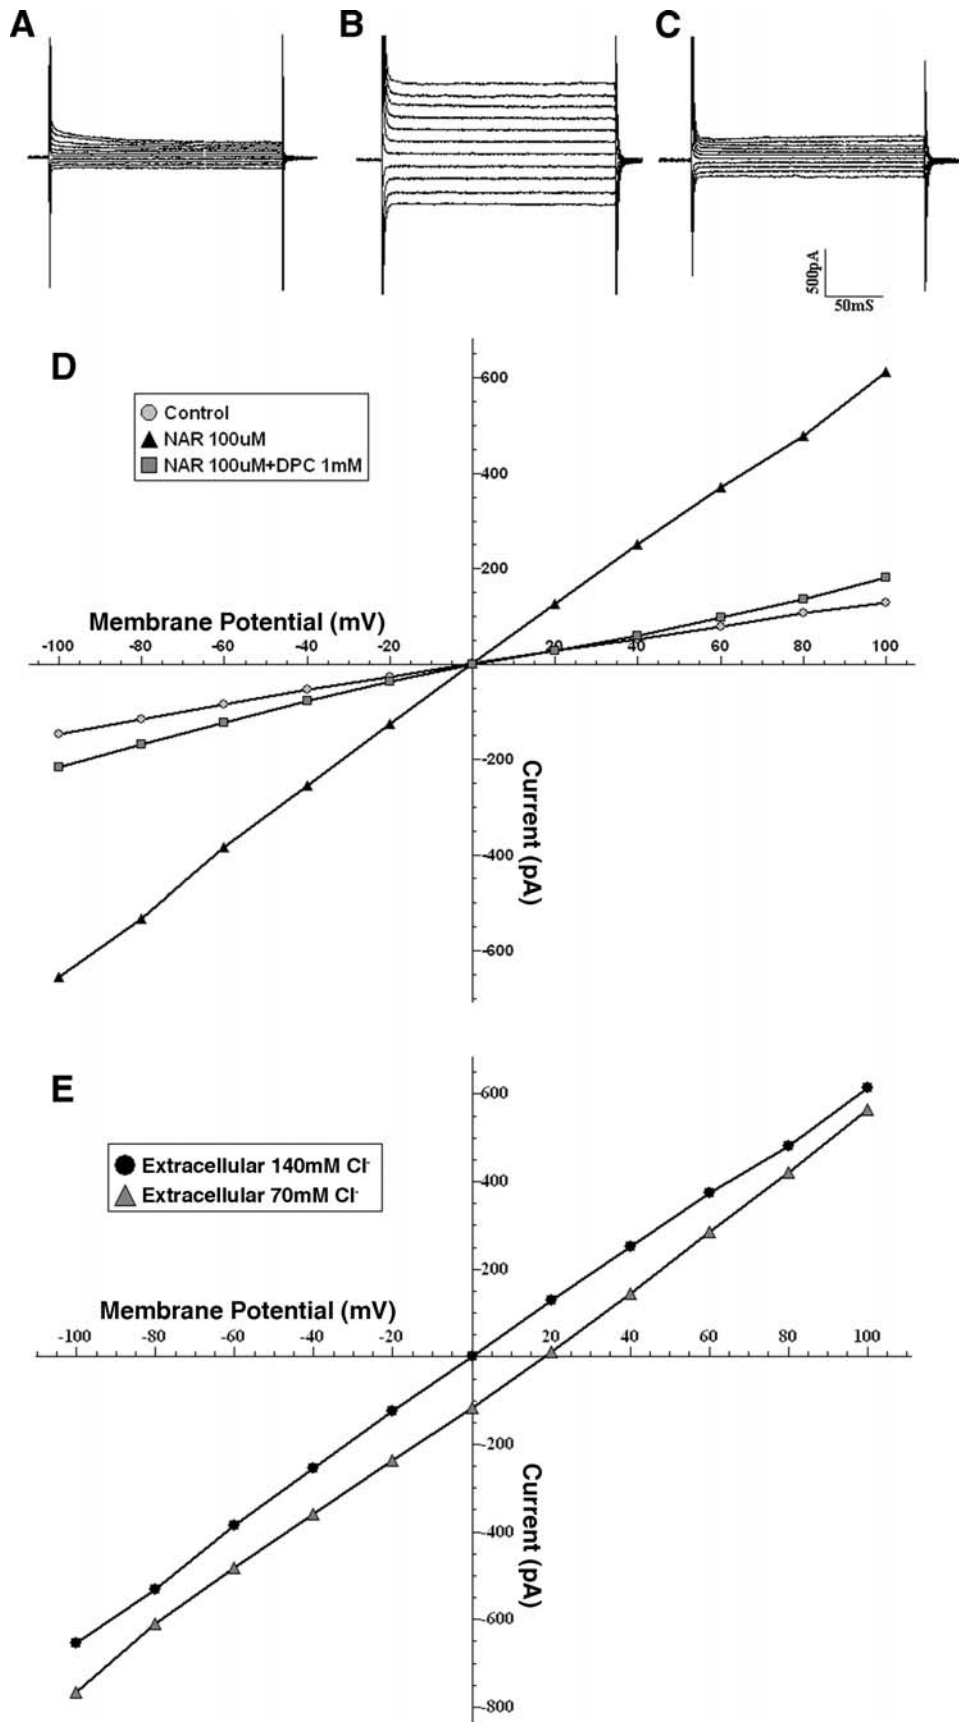 A
B
C
500pA
50mS
D
Control
NAR 100uM
NAR 100uM+DPC 1mM
600
400
200
Membrane Potential (mV)
-100 -80 -60 -40 -20 20 40 60 80 100
-200
-400
-600
Current (pA)
E
Extracellular 140mM Cl-
Extracellular 70mM Cl-
600
400
200
Membrane Potential (mV)
-100 -80 -60 -40 -20 20 40 60 80 100
-200
-400
-600
-800
Current (pA)